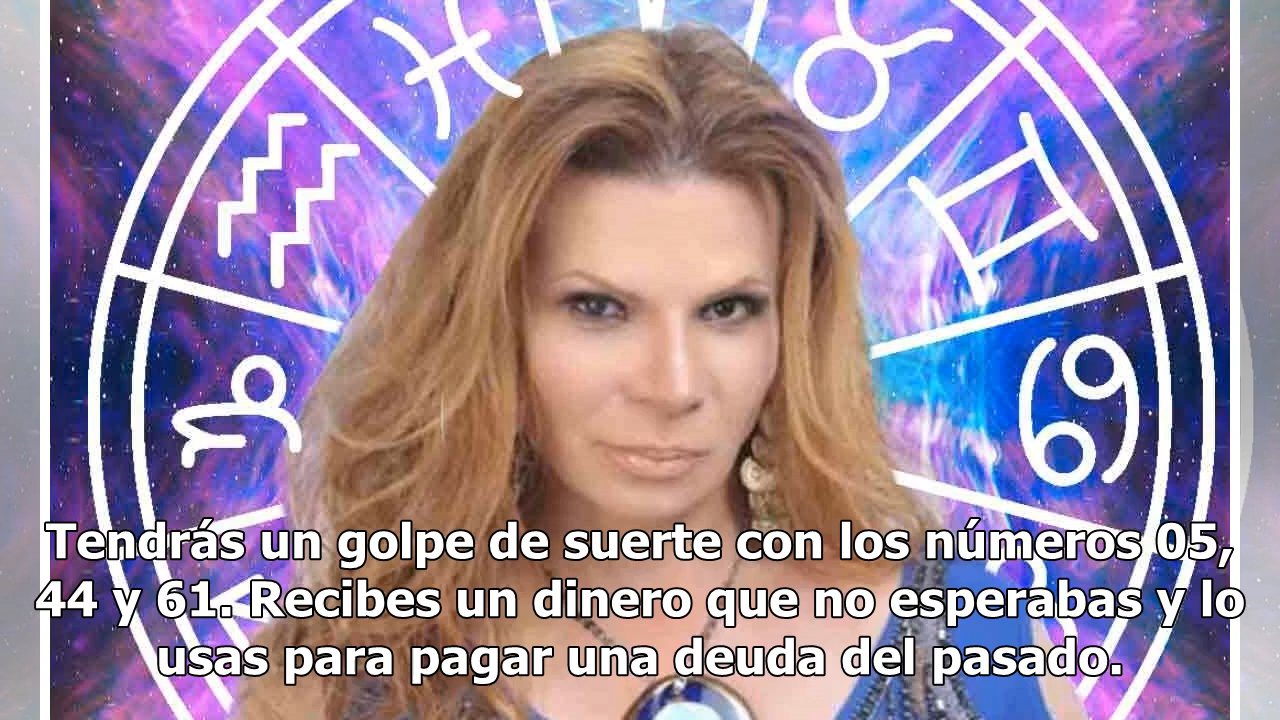 Tendrás un golpe de suerte con los números 05,
44 y 61. Recibes un dinero que no esperabas y lo
usas para pagar una deuda del pasado.